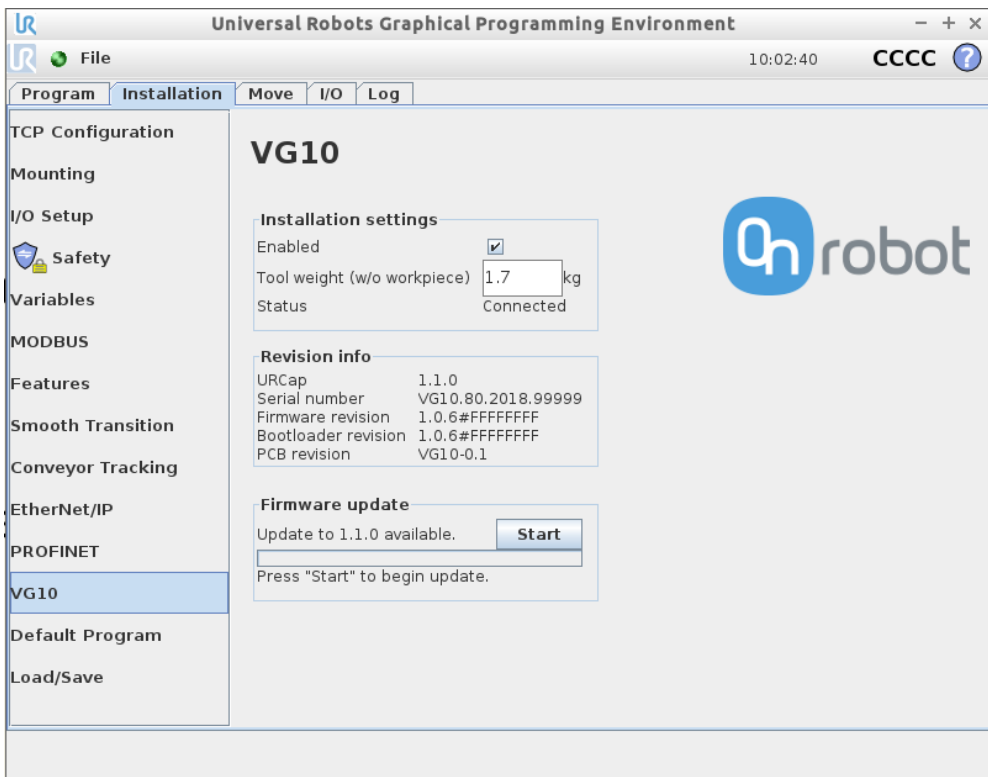 UR
Universal Robots Graphical Programming Environment
UR File 10:02:40 CCCC ?
Program Installation Move I/O Log
TCP Configuration
Mounting
I/O Setup
Safety
Variables
MODBUS
Features
Smooth Transition
Conveyor Tracking
EtherNet/IP
PROFINET
VG10
Default Program
Load/Save
VG10
On robot
Installation settings
Enabled
Tool weight (w/o workpiece) 1.7 kg
Status Connected
Revision info
URCap 1.1.0
Serial number VG10.80.2018.99999
Firmware revision 1.0.6#FFFFFFFF
Bootloader revision 1.0.6#FFFFFFFF
PCB revision VG10-0.1
Firmware update
Update to 1.1.0 available. Start
Press "Start" to begin update.